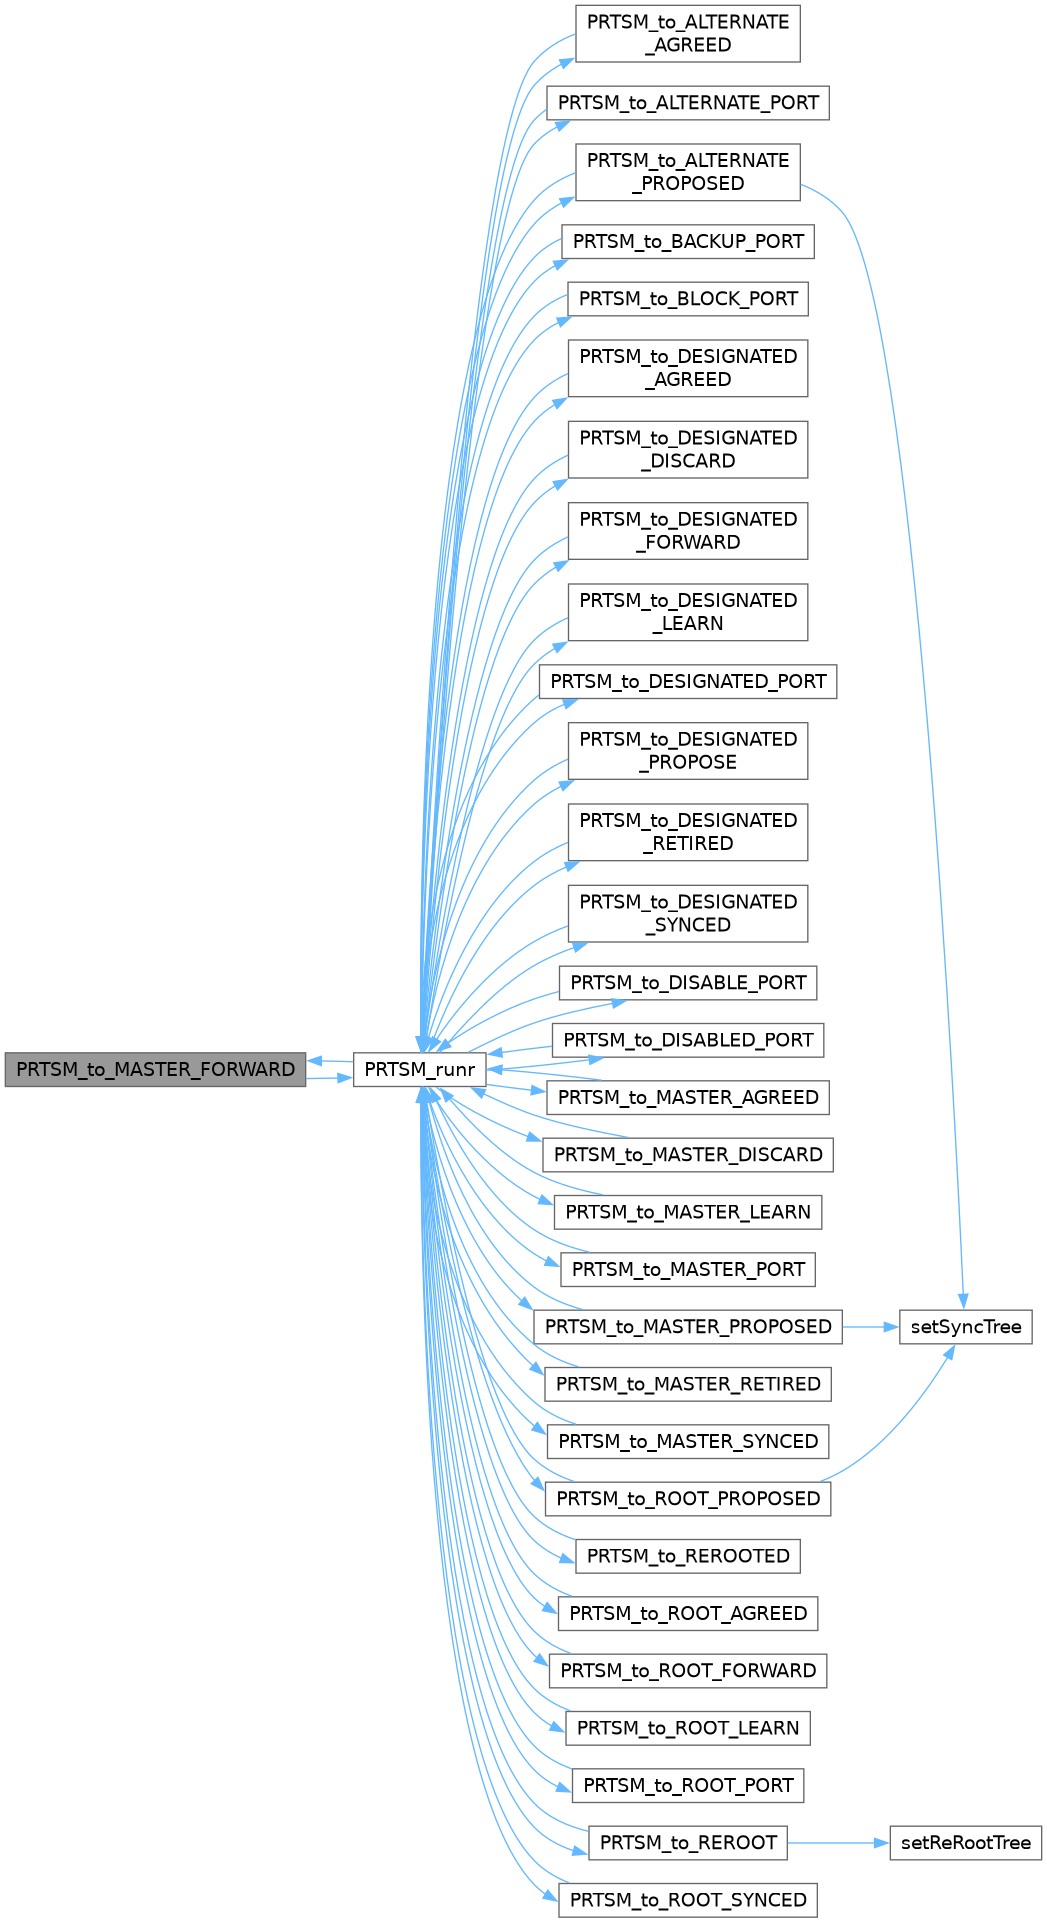 PRTSM_to_ALTERNATE
_AGREED
PRTSM_to_ALTERNATE_PORT
PRTSM_to_ALTERNATE
_PROPOSED
PRTSM_to_BACKUP_PORT
PRTSM_to_BLOCK_PORT
PRTSM_to_DESIGNATED
_AGREED
PRTSM_to_DESIGNATED
_DISCARD
PRTSM_to_DESIGNATED
_FORWARD
PRTSM_to_DESIGNATED
_LEARN
PRTSM_to_DESIGNATED_PORT
PRTSM_to_DESIGNATED
_PROPOSE
PRTSM_to_DESIGNATED
_RETIRED
PRTSM_to_DESIGNATED
_SYNCED
PRTSM_to_DISABLE_PORT
PRTSM_to_DISABLED_PORT
PRTSM_to_MASTER_FORWARD
PRTSM_runr
PRTSM_to_MASTER_AGREED
PRTSM_to_MASTER_DISCARD
PRTSM_to_MASTER_LEARN
PRTSM_to_MASTER_PORT
PRTSM_to_MASTER_PROPOSED
setSyncTree
PRTSM_to_MASTER_RETIRED
PRTSM_to_MASTER_SYNCED
PRTSM_to_ROOT_PROPOSED
PRTSM_to_REROOTED
PRTSM_to_ROOT_AGREED
PRTSM_to_ROOT_FORWARD
PRTSM_to_ROOT_LEARN
PRTSM_to_ROOT_PORT
PRTSM_to_REROOT
setReRootTree
PRTSM_to_ROOT_SYNCED